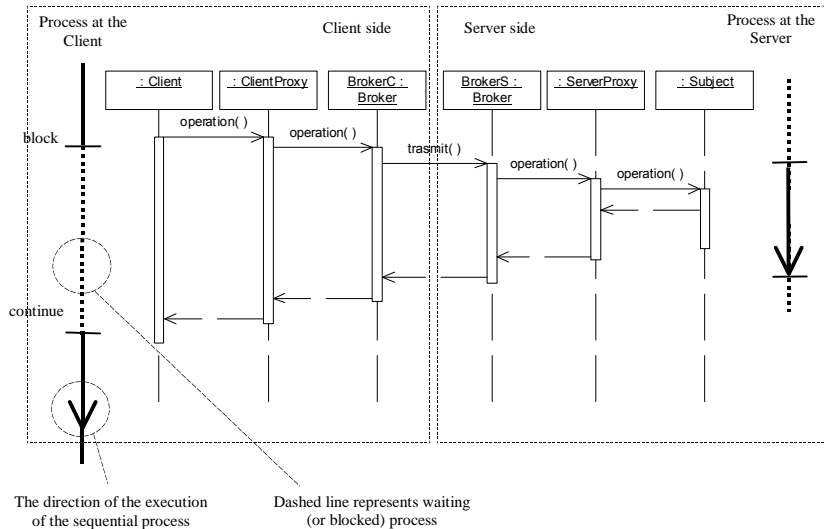 Process at the
Client
Client side
Server side
Process at the
Server
: Client
: ClientProxy
BrokerC :
Broker
BrokerS :
Broker
: ServerProxy
: Subject
block
operation( )
operation( )
trasmit( )
operation( )
operation( )
continue
The direction of the execution
of the sequential process
Dashed line represents waiting
(or blocked) process